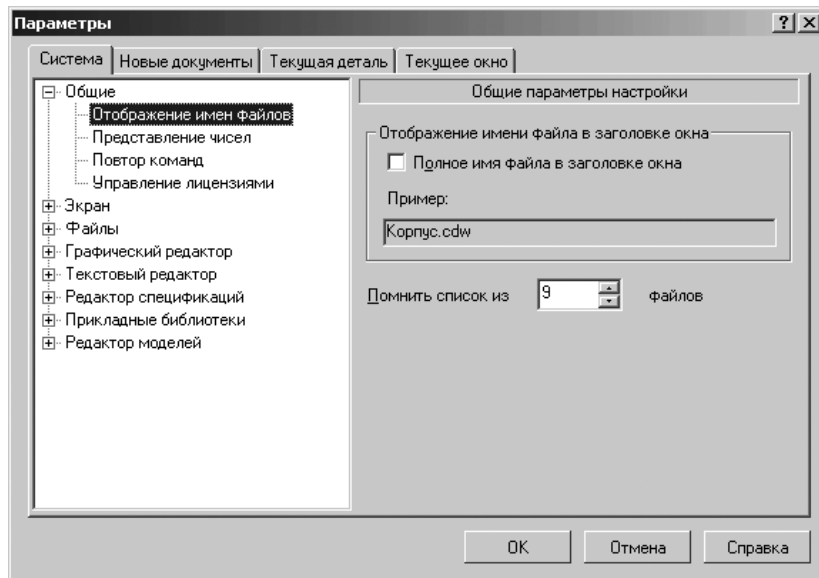 Параметры
Система Новые документы Текущая деталь Текущее окно
Общие
Отображение имен файлов
Представление чисел
Повтор команд
Управление лицензиями
Экран
Файлы
Графический редактор
Текстовый редактор
Редактор спецификаций
Прикладные библиотеки
Редактор моделей
Общие параметры настройки
Отображение имени файла в заголовке окна
Полное имя файла в заголовке окна
Пример:
Корпус.cdw
Помнить список из 9 файлов
OK Отмена Справка